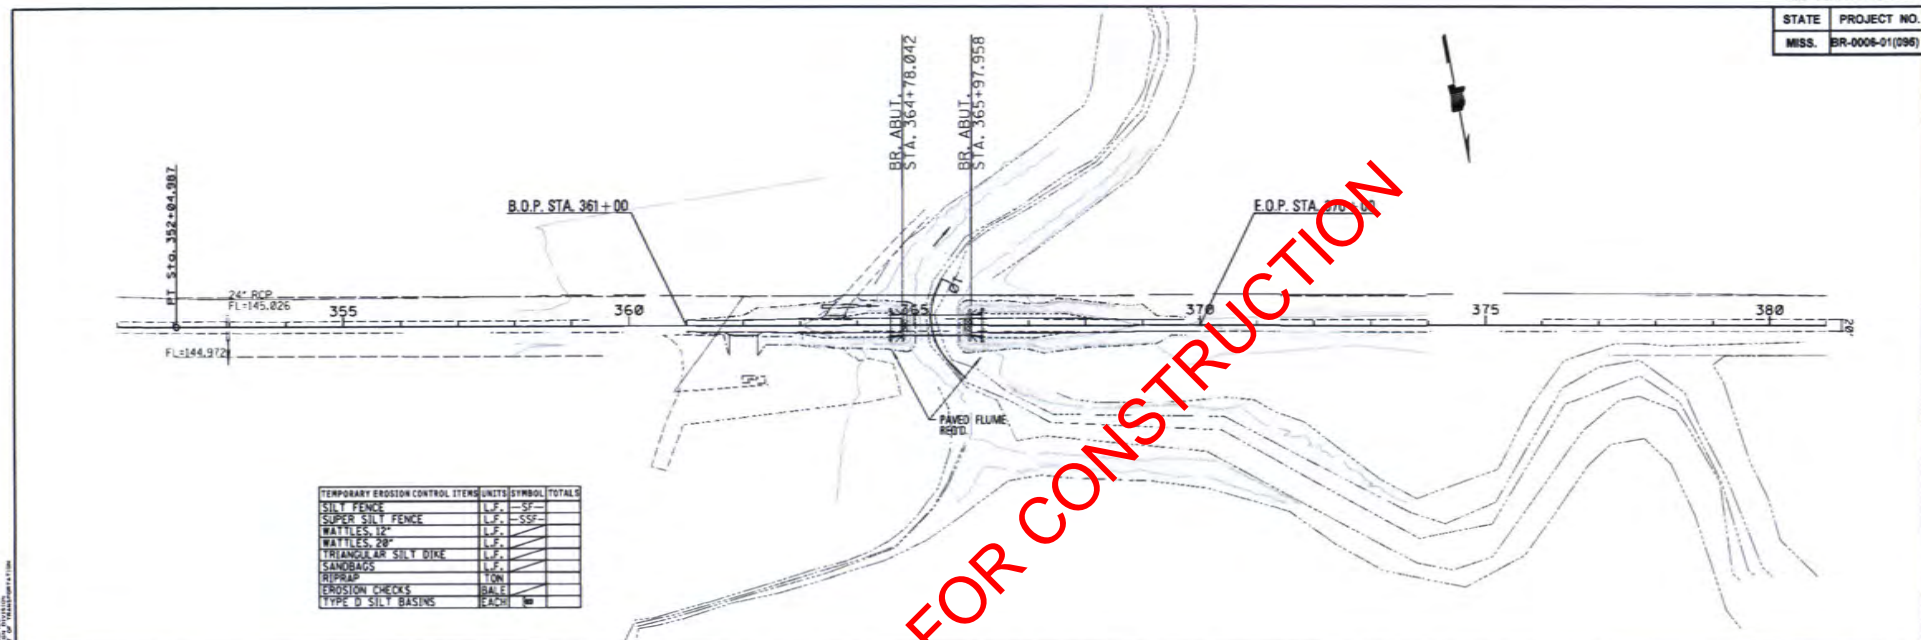 STATE PROJECT NO.
MISS. BR-0006-01(096)
BR. ABUT.
STA. 364+78.042
BR. ABUT.
STA. 365+97.958
PT Sta. 352+04.987
B.O.P. STA. 361+00
E.O.P. STA. 370+00
24" RCP
FL=145.026
355
360
365
370
375
380
20'
FL=144.972
PAVED FLUME
REQ'D.
FOR CONSTRUCTION
TEMPORARY EROSION CONTROL ITEMS UNITS SYMBOL TOTALS
SILT FENCE L.F. —SF—
SUPER SILT FENCE L.F. —SSF—
WATTLES, 12" L.F.
WATTLES, 20" L.F.
TRIANGULAR SILT DIKE L.F.
SANDBAGS L.F.
RIPRAP TON
EROSION CHECKS BALE
TYPE D SILT BASINS EACH